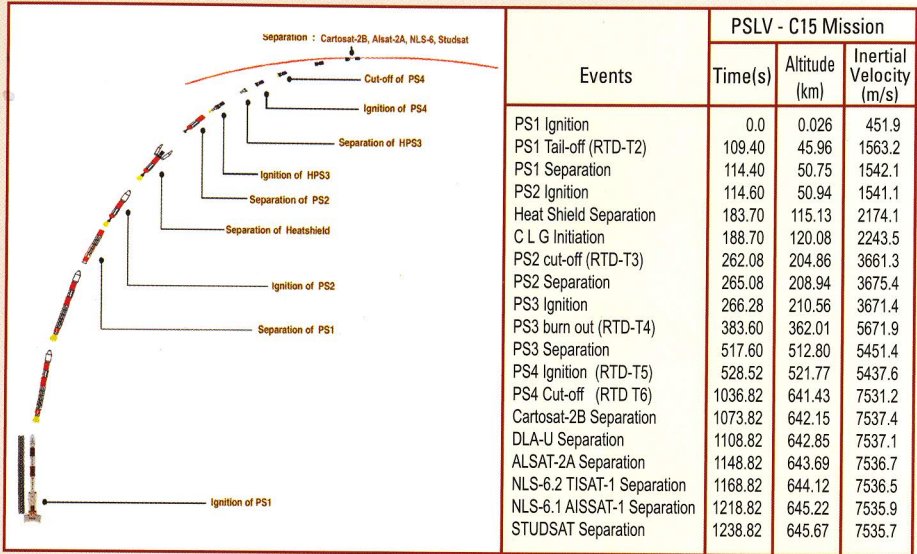 Separation : Cartosat-2B, Alsat-2A, NLS-6, Studsat
Cut-off of PS4
Ignition of PS4
Separation of HPS3
Ignition of HPS3
Separation of PS2
Separation of Heatshield
Ignition of PS2
Separation of PS1
Ignition of PS1
PSLV - C15 Mission
Events Time(s) Altitude (km) Inertial Velocity (m/s)
PS1 Ignition 0.0 0.026 451.9
PS1 Tail-off (RTD-T2) 109.40 45.96 1563.2
PS1 Separation 114.40 50.75 1542.1
PS2 Ignition 114.60 50.94 1541.1
Heat Shield Separation 183.70 115.13 2174.1
C L G Initiation 188.70 120.08 2243.5
PS2 cut-off (RTD-T3) 262.08 204.86 3661.3
PS2 Separation 265.08 208.94 3675.4
PS3 Ignition 266.28 210.56 3671.4
PS3 burn out (RTD-T4) 383.60 362.01 5671.9
PS3 Separation 517.60 512.80 5451.4
PS4 Ignition (RTD-T5) 528.52 521.77 5437.6
PS4 Cut-off (RTD T6) 1036.82 641.43 7531.2
Cartosat-2B Separation 1073.82 642.15 7537.4
DLA-U Separation 1108.82 642.85 7537.1
ALSAT-2A Separation 1148.82 643.69 7536.7
NLS-6.2 TISAT-1 Separation 1168.82 644.12 7536.5
NLS-6.1 AISSAT-1 Separation 1218.82 645.22 7535.9
STUDSAT Separation 1238.82 645.67 7535.7